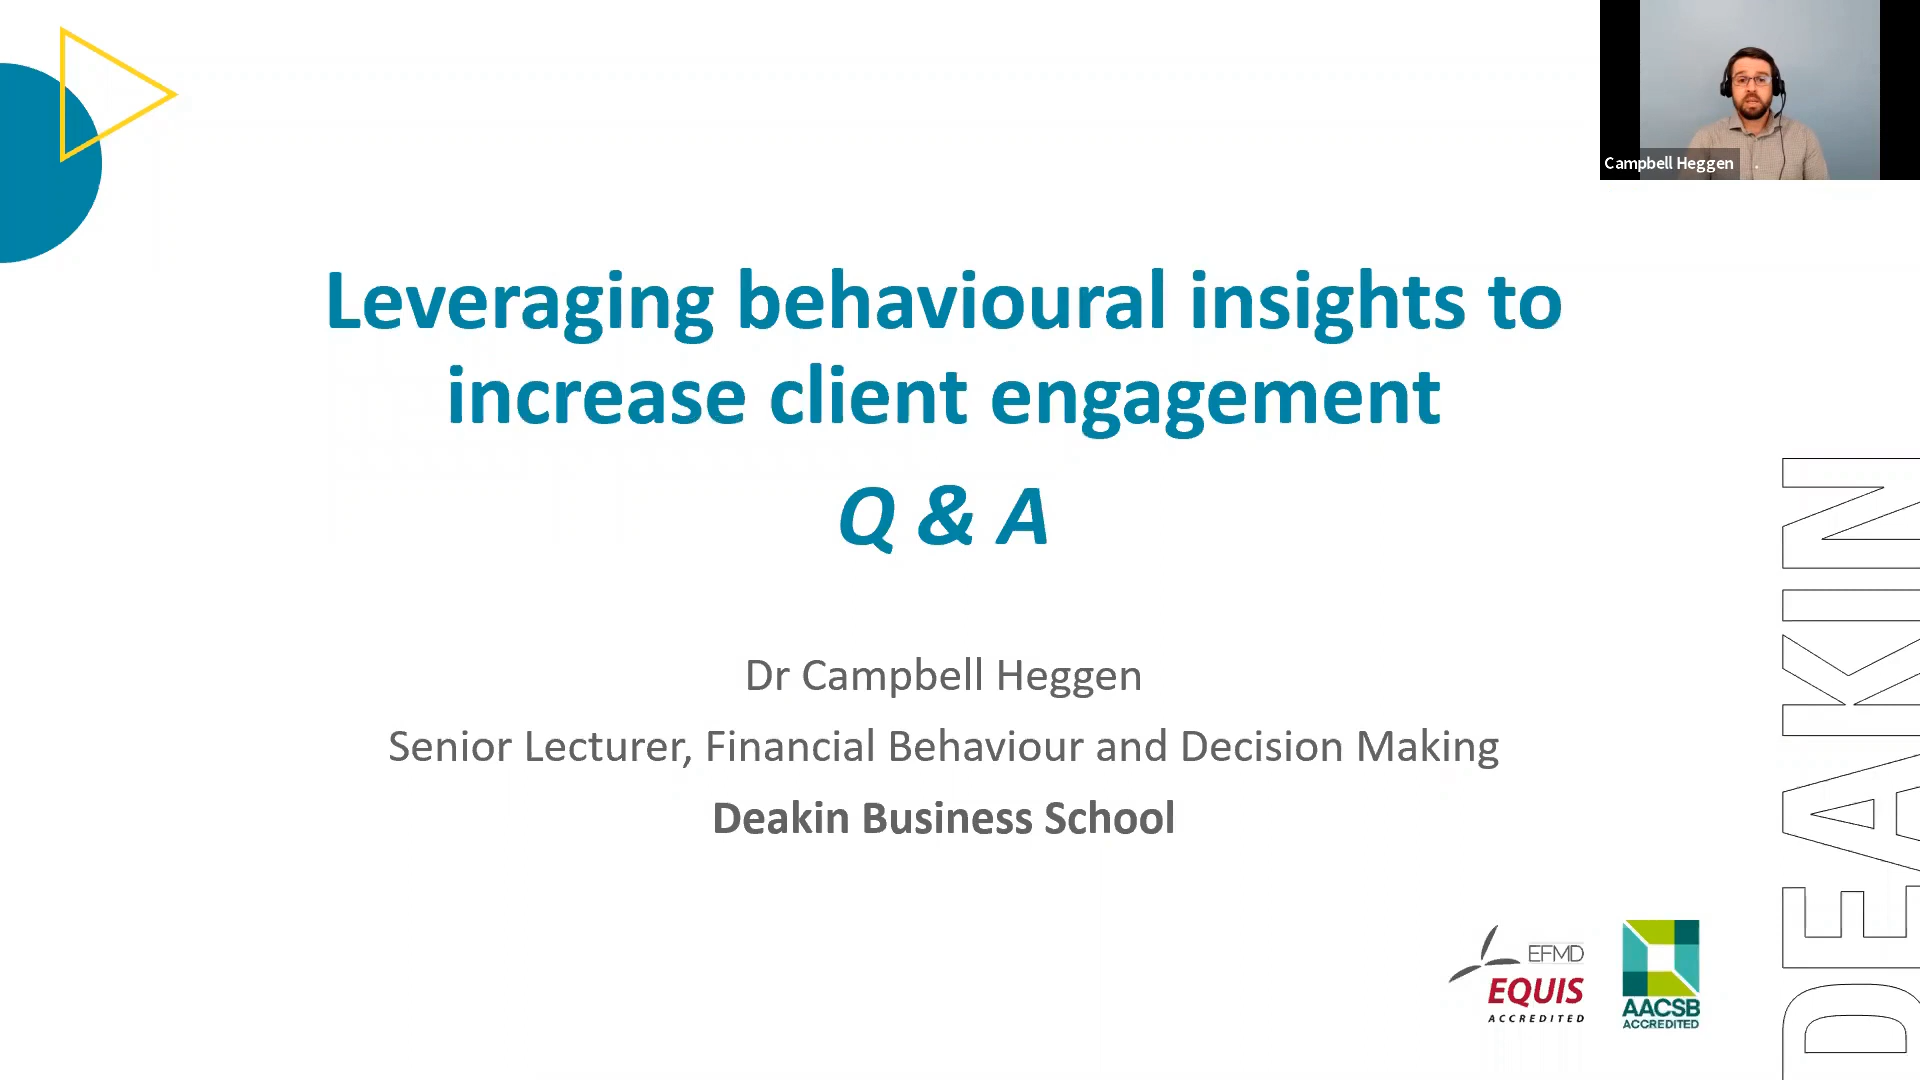 Campbell Heggen
Leveraging behavioural insights to
increase client engagement
Q & A
Dr Campbell Heggen
Senior Lecturer, Financial Behaviour and Decision Making
Deakin Business School
EFMD
EQUIS
ACCREDITED
AACSB
ACCREDITED
DEAKIN